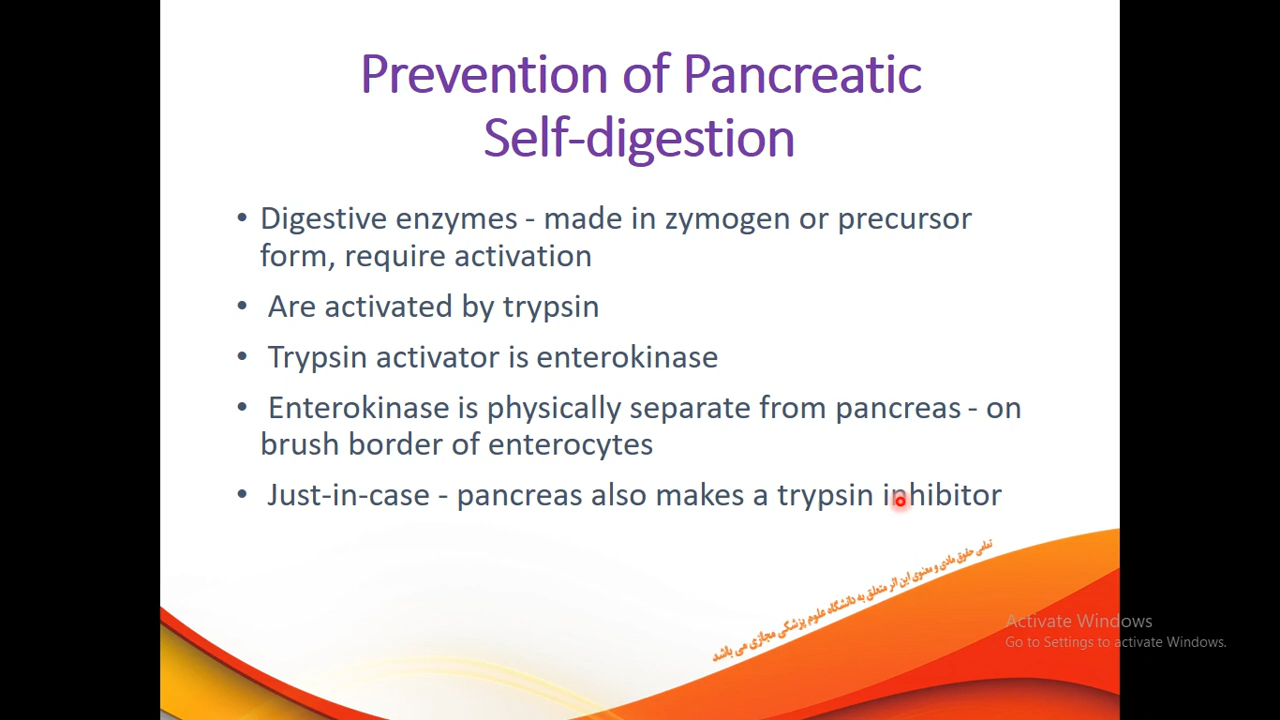 Prevention of Pancreatic
Self-digestion
• Digestive enzymes - made in zymogen or precursor
form, require activation
• Are activated by trypsin
• Trypsin activator is enterokinase
• Enterokinase is physically separate from pancreas - on
brush border of enterocytes
• Just-in-case - pancreas also makes a trypsin inhibitor
تمامی حقوق مادی و معنوی این اثر متعلق به دانشگاه علوم پزشکی مجازی می باشد
Activate Windows
Go to Settings to activate Windows.